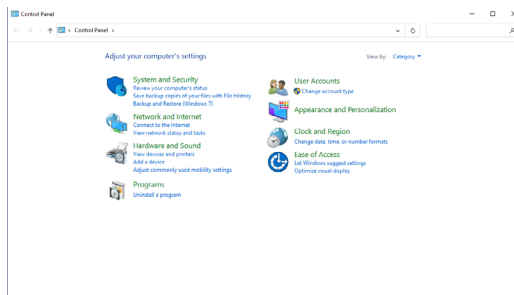 Control Panel
Control Panel
Adjust your computer's settings
View by: Category
System and Security
Review your computer's status
Save backup copies of your files with File History
Backup and Restore (Windows 7)
Network and Internet
Connect to the Internet
View network status and tasks
Hardware and Sound
View devices and printers
Add a device
Adjust commonly used mobility settings
Programs
Uninstall a program
User Accounts
Change account type
Appearance and Personalization
Clock and Region
Change date, time, or number formats
Ease of Access
Let Windows suggest settings
Optimize visual display